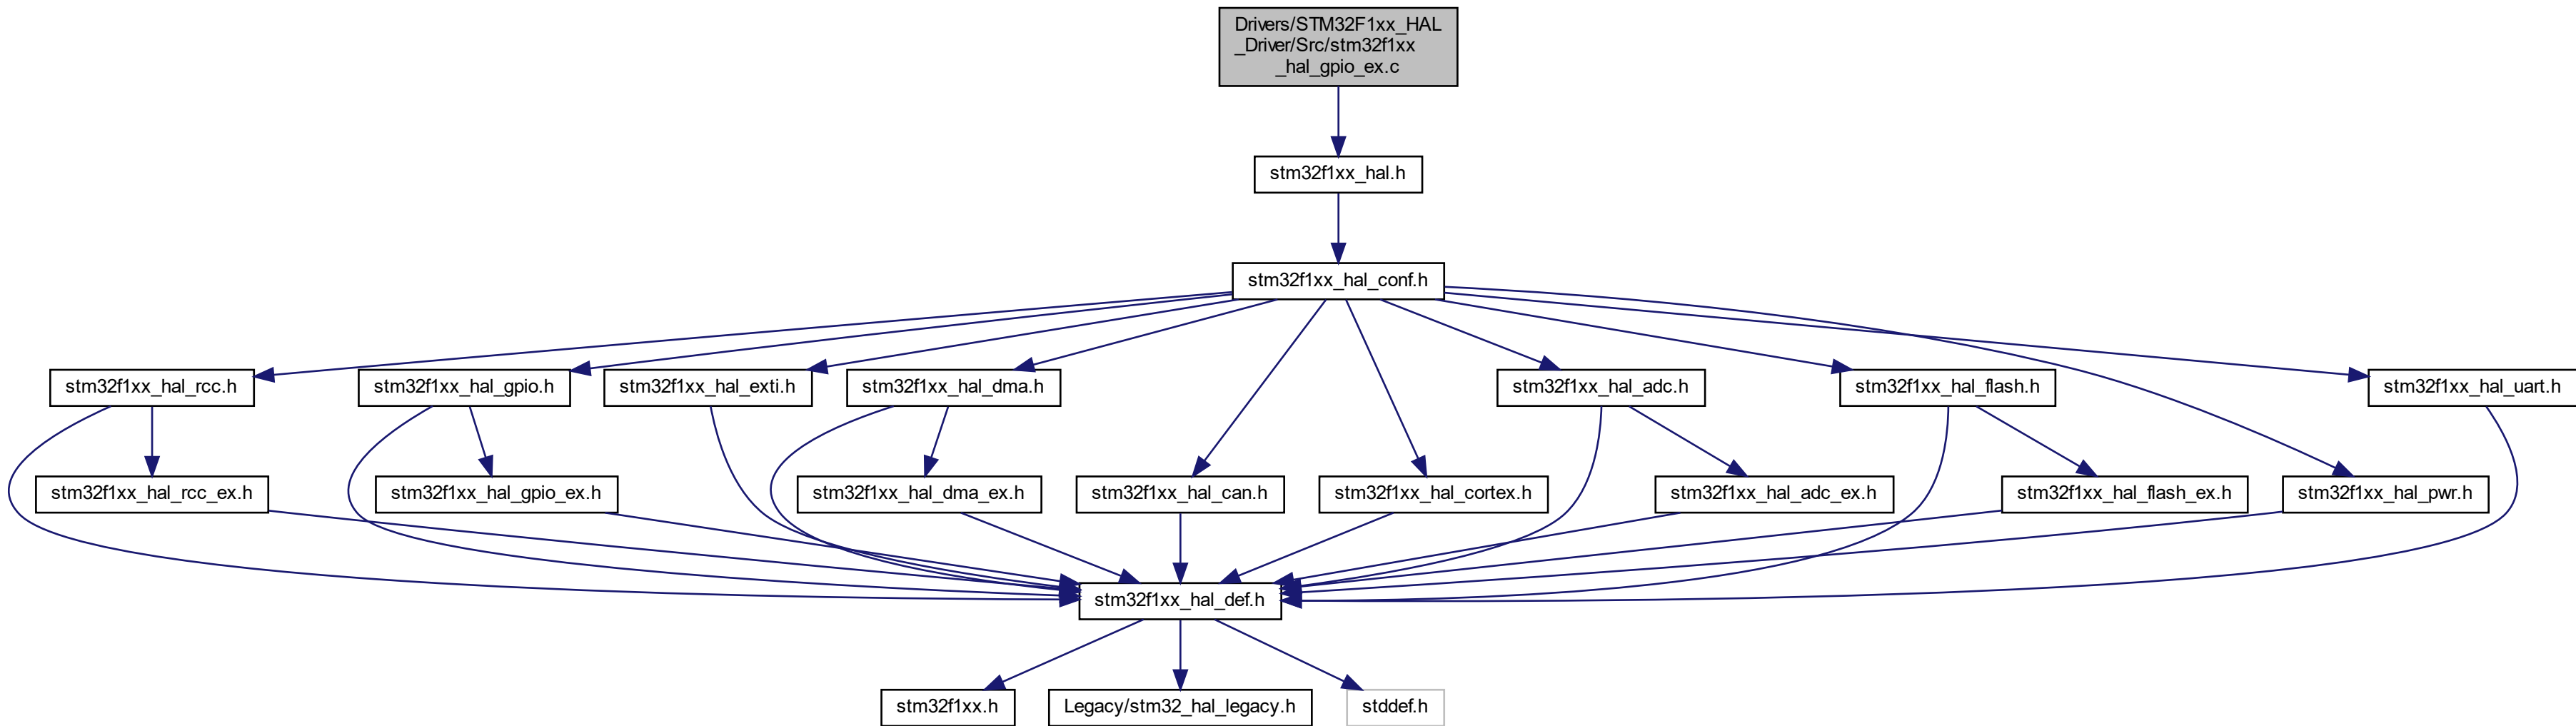 Drivers/STM32F1xx_HAL
_Driver/Src/stm32f1xx
_hal_gpio_ex.c
stm32f1xx_hal.h
stm32f1xx_hal_conf.h
stm32f1xx_hal_rcc.h
stm32f1xx_hal_gpio.h
stm32f1xx_hal_exti.h
stm32f1xx_hal_dma.h
stm32f1xx_hal_adc.h
stm32f1xx_hal_flash.h
stm32f1xx_hal_uart.h
stm32f1xx_hal_rcc_ex.h
stm32f1xx_hal_gpio_ex.h
stm32f1xx_hal_dma_ex.h
stm32f1xx_hal_can.h
stm32f1xx_hal_cortex.h
stm32f1xx_hal_adc_ex.h
stm32f1xx_hal_flash_ex.h
stm32f1xx_hal_pwr.h
stm32f1xx_hal_def.h
stm32f1xx.h
Legacy/stm32_hal_legacy.h
stddef.h